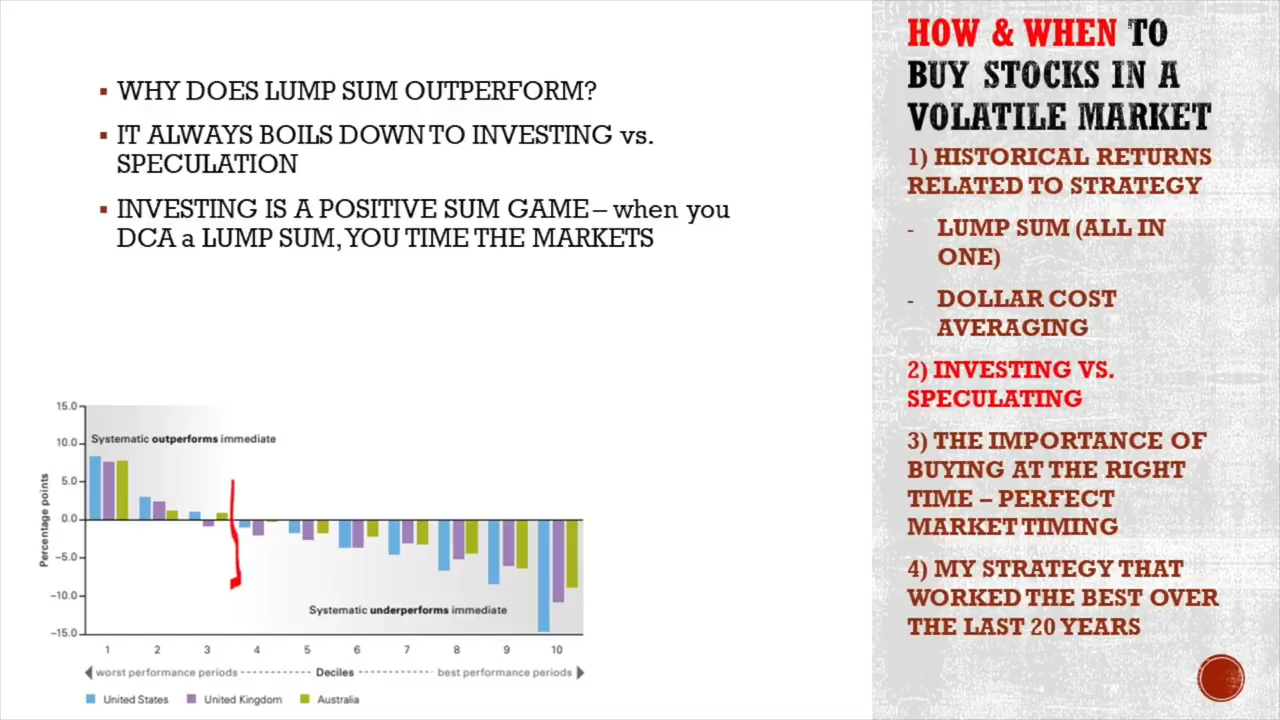 WHY DOES LUMP SUM OUTPERFORM?
IT ALWAYS BOILS DOWN TO INVESTING vs.
SPECULATION
INVESTING IS A POSITIVE SUM GAME – when you
DCA a LUMP SUM, YOU TIME THE MARKETS
15.0
10.0
5.0
0.0
-5.0
-10.0
-15.0
Percentage points
Systematic outperforms immediate
Systematic underperforms immediate
1 2 3 4 5 6 7 8 9 10
worst performance periods Deciles best performance periods
United States United Kingdom Australia
HOW & WHEN TO
BUY STOCKS IN A
VOLATILE MARKET
1) HISTORICAL RETURNS
RELATED TO STRATEGY
- LUMP SUM (ALL IN
ONE)
- DOLLAR COST
AVERAGING
2) INVESTING VS.
SPECULATING
3) THE IMPORTANCE OF
BUYING AT THE RIGHT
TIME – PERFECT
MARKET TIMING
4) MY STRATEGY THAT
WORKED THE BEST OVER
THE LAST 20 YEARS